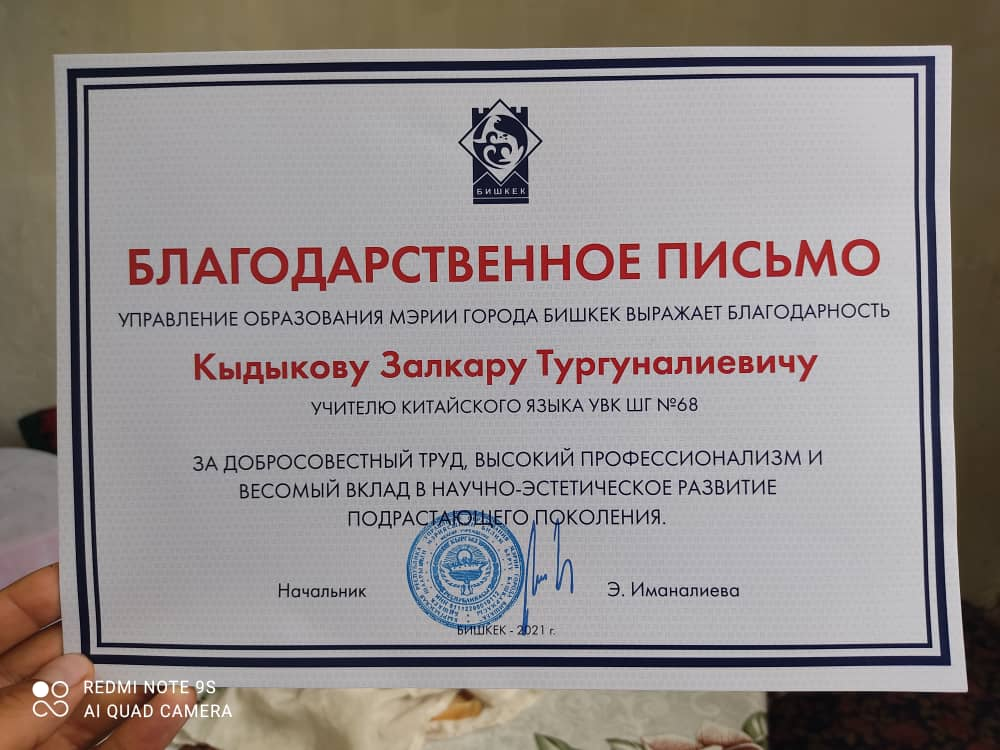 БИШКЕК
БЛАГОДАРСТВЕННОЕ ПИСЬМО
УПРАВЛЕНИЕ ОБРАЗОВАНИЯ МЭРИИ ГОРОДА БИШКЕК ВЫРАЖАЕТ БЛАГОДАРНОСТЬ
Кыдыкову Залкару Тургуналиевичу
УЧИТЕЛЮ КИТАЙСКОГО ЯЗЫКА УВК ШГ №68
ЗА ДОБРОСОВЕСТНЫЙ ТРУД, ВЫСОКИЙ ПРОФЕССИОНАЛИЗМ И
ВЕСОМЫЙ ВКЛАД В НАУЧНО-ЭСТЕТИЧЕСКОЕ РАЗВИТИЕ
ПОДРАСТАЮЩЕГО ПОКОЛЕНИЯ.
Начальник
Э. Иманалиева
БИШКЕК - 2021 г.
REDMI NOTE 9S
AI QUAD CAMERA